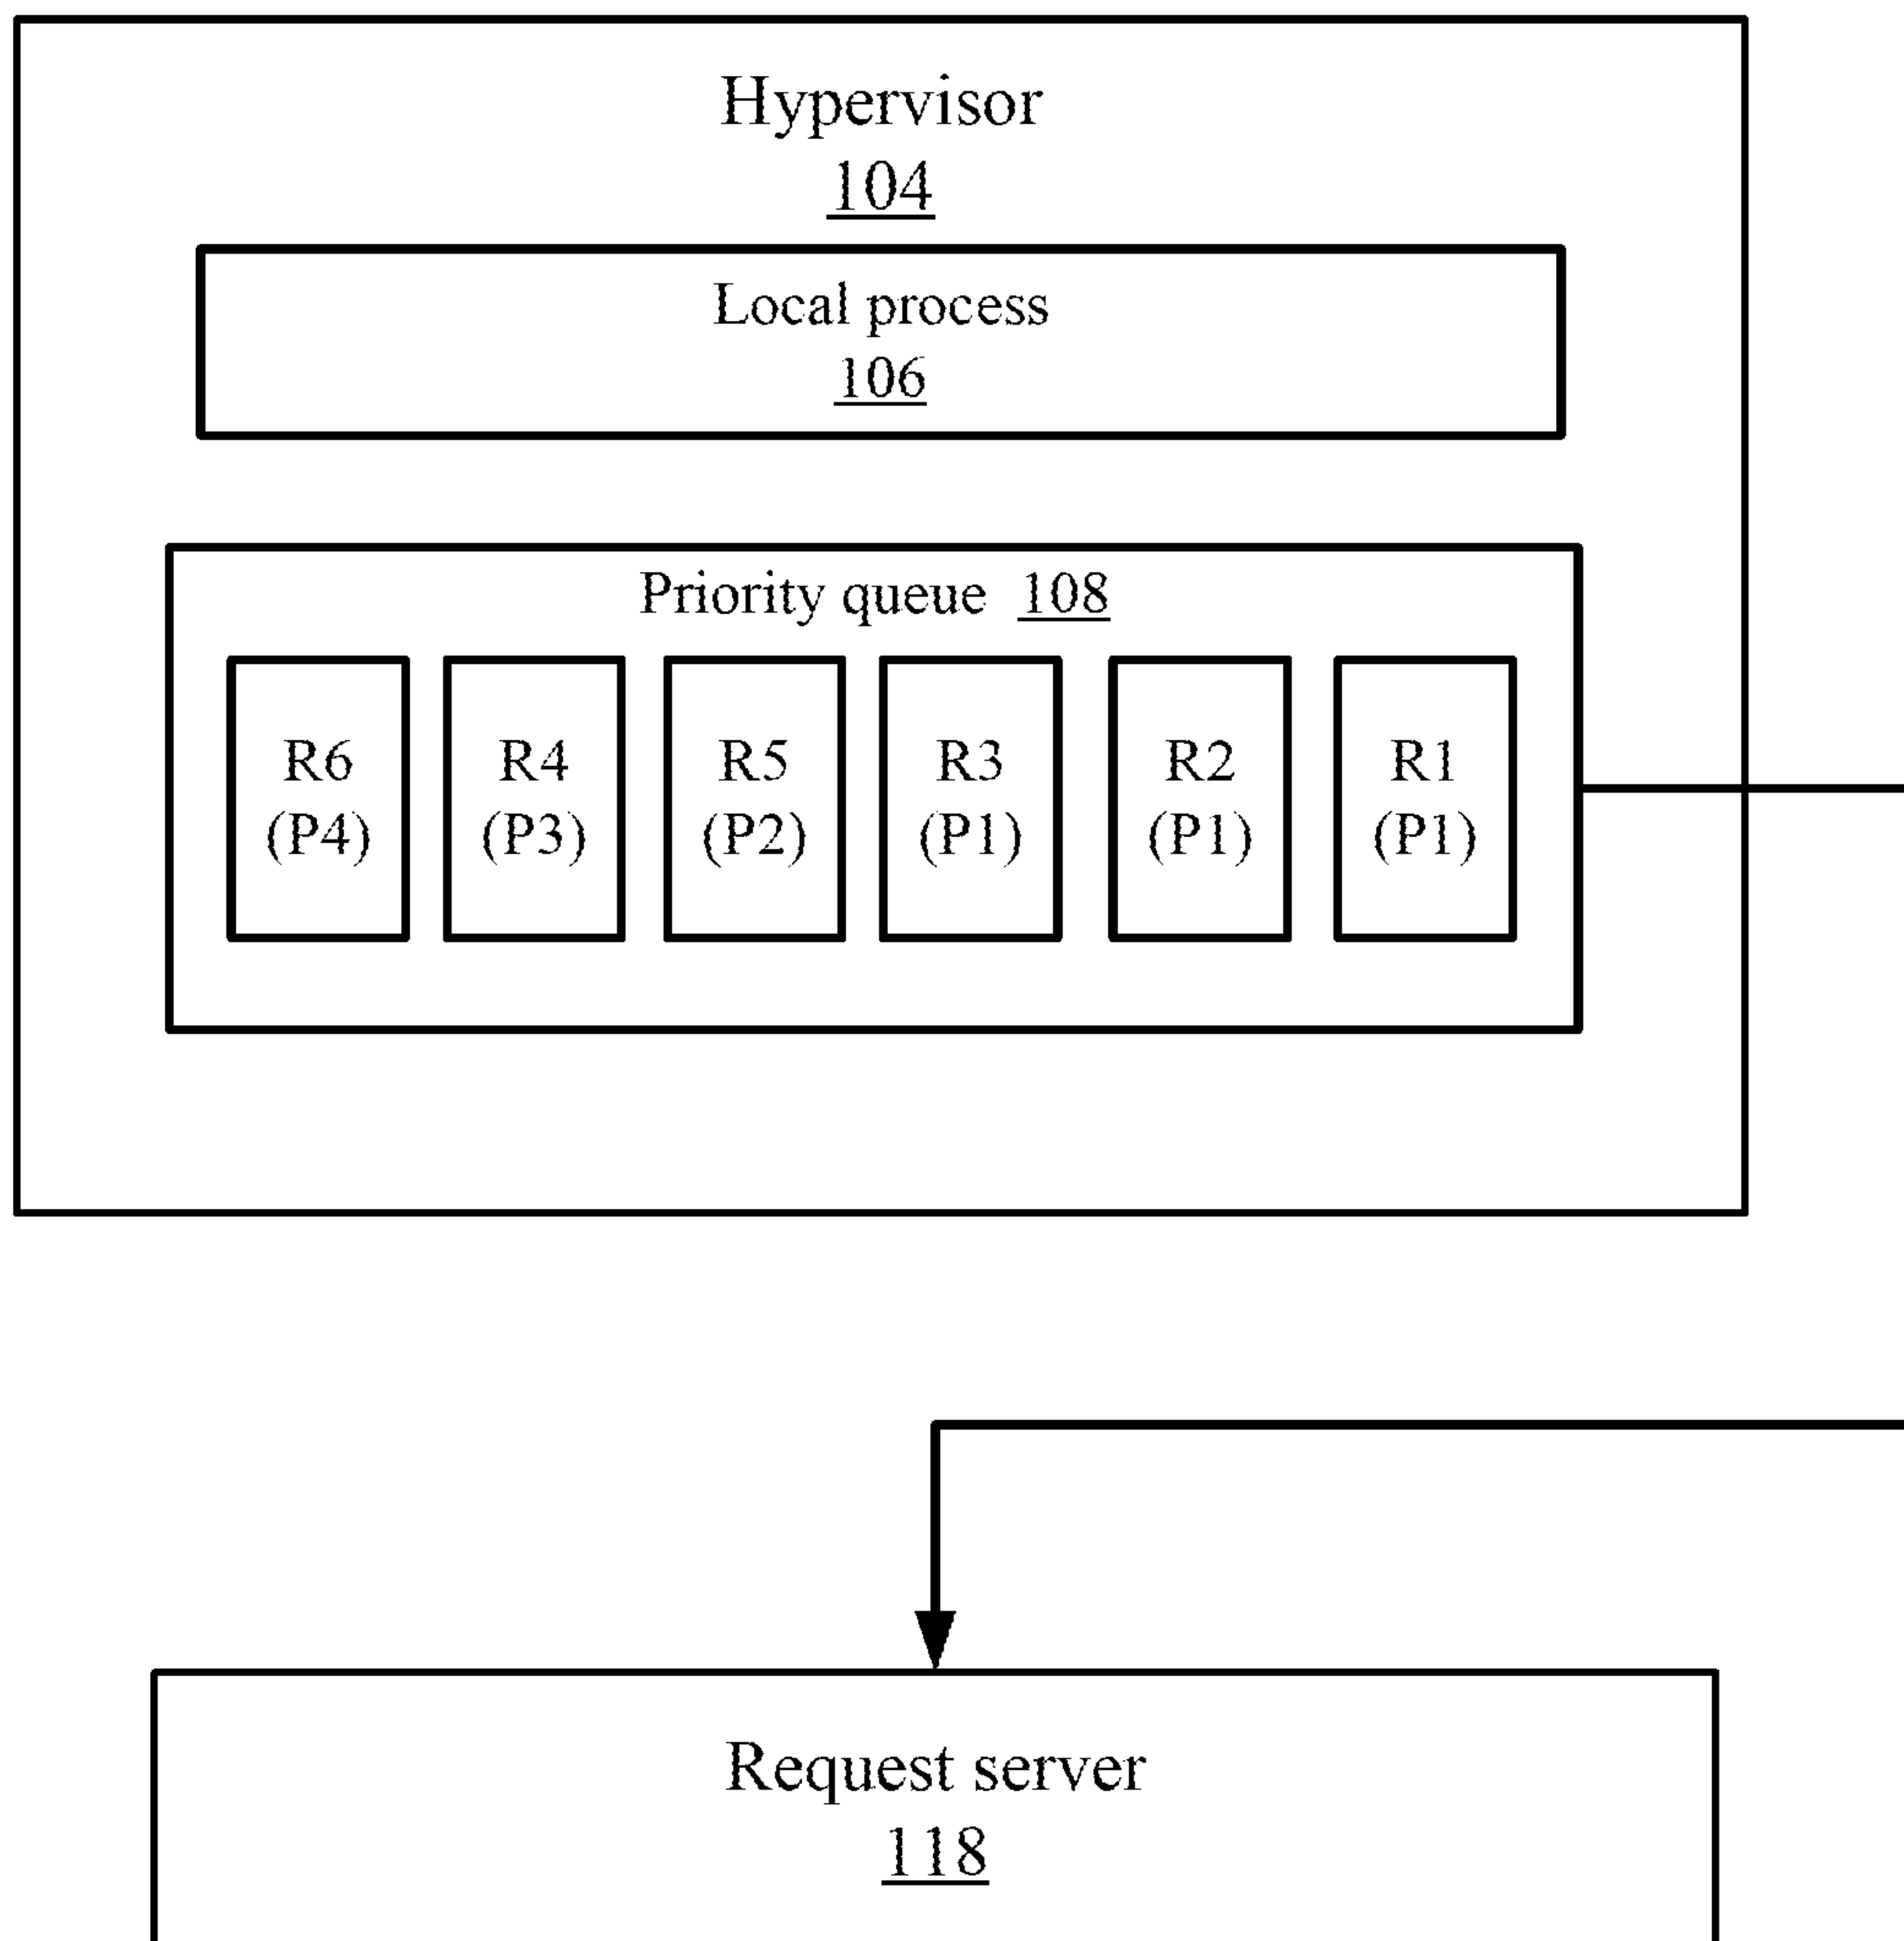 Hypervisor
104
Local process
106
Priority queue 108
R6 R4 R5 R3 R2 R1
(P4) (P3) (P2) (P1) (P1) (P1)
Request server
118